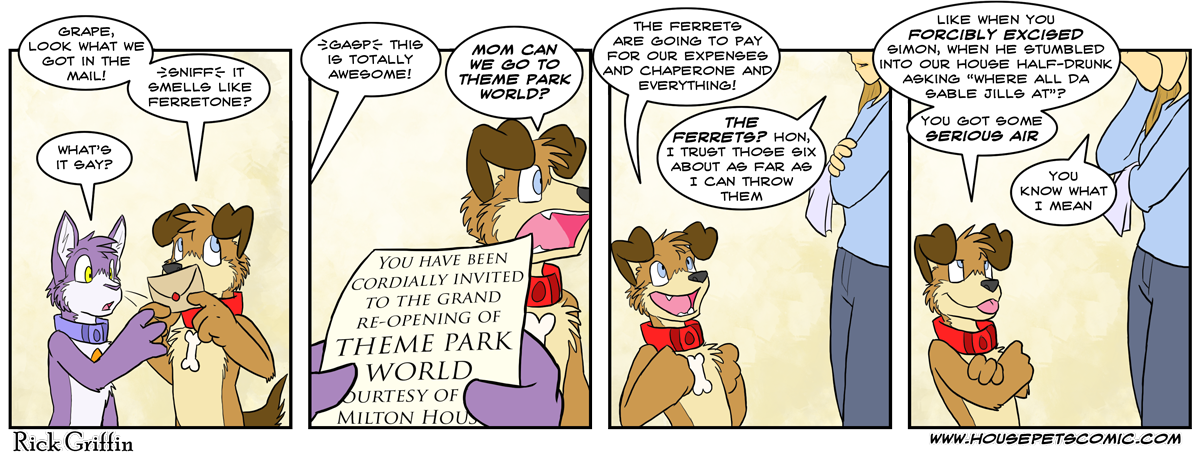 GRAPE,
LOOK WHAT WE
GOT IN THE
MAIL!
SNIFF IT
SMELLS LIKE
FERRETONE?
WHAT'S
IT SAY?
GASP THIS
IS TOTALLY
AWESOME!
MOM CAN
WE GO TO
THEME PARK
WORLD?
YOU HAVE BEEN
CORDIALLY INVITED
TO THE GRAND
RE-OPENING OF
THEME PARK
WORLD
OURTESY OF
MILTON HOUS
THE FERRETS
ARE GOING TO PAY
FOR OUR EXPENSES
AND CHAPERONE AND
EVERYTHING!
THE
FERRETS? HON,
I TRUST THOSE SIX
ABOUT AS FAR AS
I CAN THROW
THEM
LIKE WHEN YOU
FORCIBLY EXCISED
SIMON, WHEN HE STUMBLED
INTO OUR HOUSE HALF-DRUNK
ASKING "WHERE ALL DA
SABLE JILLS AT"?
YOU GOT SOME
SERIOUS AIR
YOU
KNOW WHAT
I MEAN
Rick Griffin
WWW.HOUSEPETSCOMIC.COM